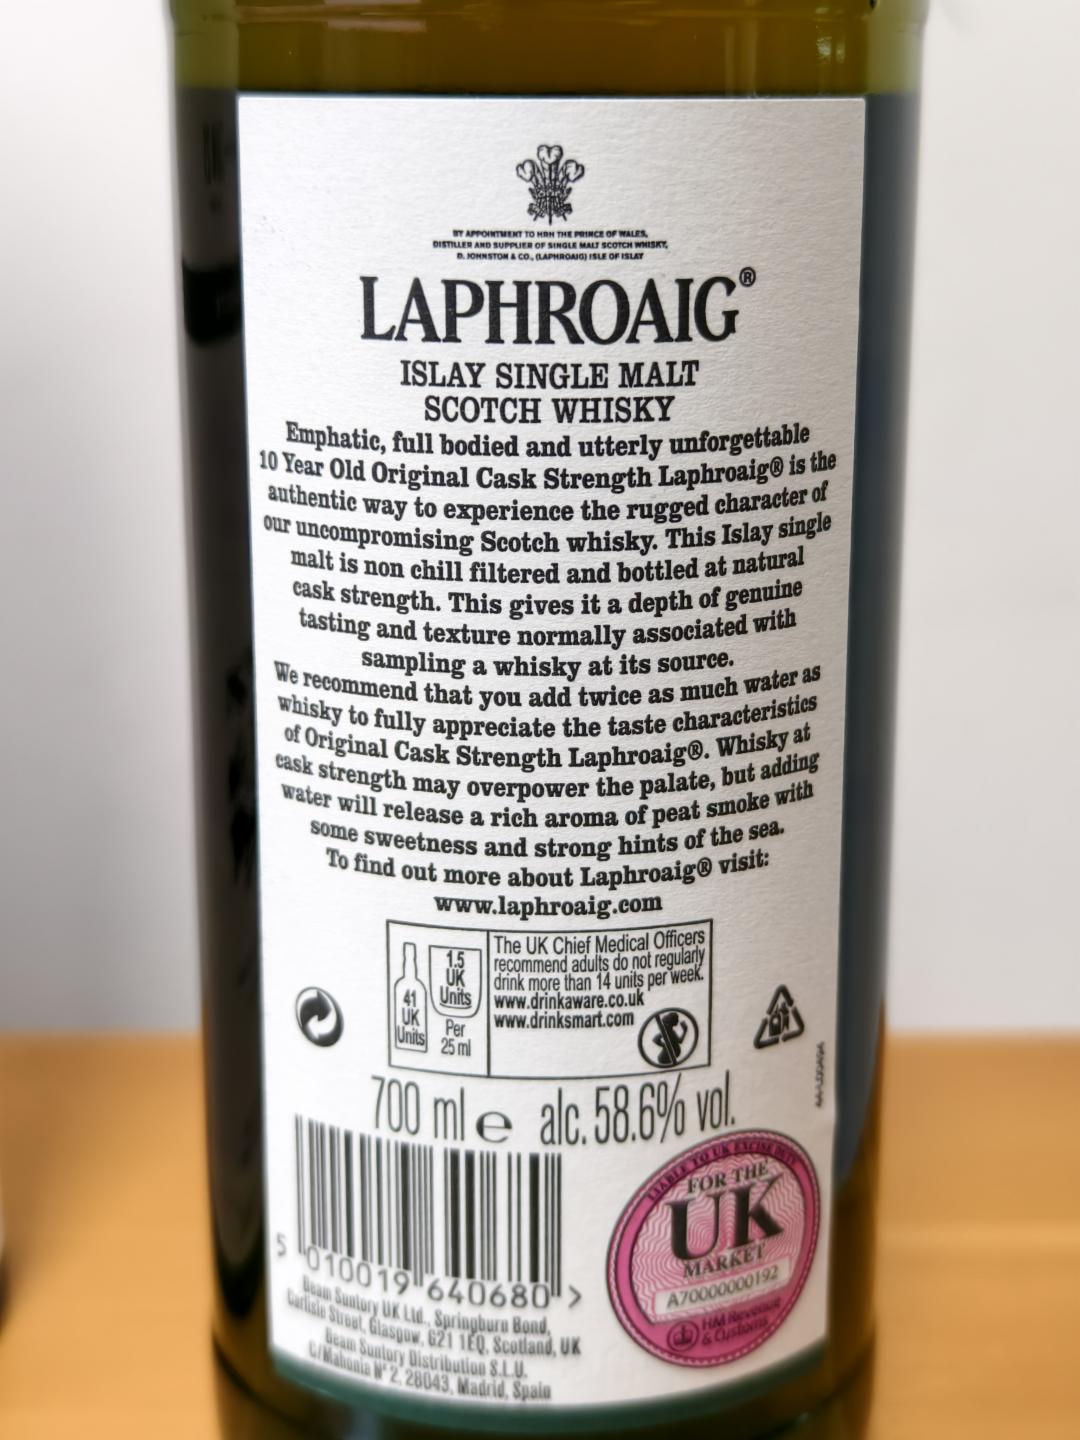 BY APPOINTMENT TO HRH THE PRINCE OF WALES,
DISTILLER AND SUPPLIER OF SINGLE MALT SCOTCH WHISKY,
D. JOHNSTON & CO., (LAPHROAIG) ISLE OF ISLAY
LAPHROAIG®
ISLAY SINGLE MALT
SCOTCH WHISKY
Emphatic, full bodied and utterly unforgettable
10 Year Old Original Cask Strength Laphroaig® is the
authentic way to experience the rugged character of
our uncompromising Scotch whisky. This Islay single
malt is non chill filtered and bottled at natural
cask strength. This gives it a depth of genuine
tasting and texture normally associated with
sampling a whisky at its source.
We recommend that you add twice as much water as
whisky to fully appreciate the taste characteristics
of Original Cask Strength Laphroaig®. Whisky at
cask strength may overpower the palate, but adding
water will release a rich aroma of peat smoke with
some sweetness and strong hints of the sea.
To find out more about Laphroaig® visit:
www.laphroaig.com
41
UK
Units
1.5
UK
Units
Per
25 ml
The UK Chief Medical Officers
recommend adults do not regularly
drink more than 14 units per week.
www.drinkaware.co.uk
www.drinksmart.com
700 ml e alc. 58.6% vol.
5 010019 640680 >
LIABLE TO UK EXCISE DUTY
FOR THE
UK
MARKET
A70000000192
HM Revenue
& Customs
Beam Suntory UK Ltd., Springburn Bond,
Carlisle Street, Glasgow, G21 1EQ, Scotland, UK
Beam Suntory Distribution S.L.U.
C/Mahonia Nº 2, 28043, Madrid, Spain